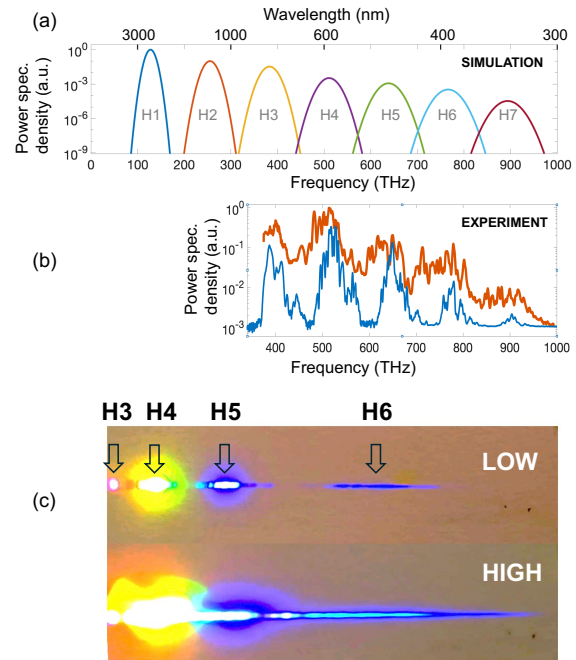 (a)
Wavelength (nm)
3000 1000 600 400 300
10^0
10^-3
10^-6
10^-9
Power spec.
density (a.u.)
SIMULATION
H1 H2 H3 H4 H5 H6 H7
0 100 200 300 400 500 600 700 800 900 1000
Frequency (THz)
(b)
10^0
10^-1
10^-2
10^-3
Power spec.
density (a.u.)
EXPERIMENT
400 500 600 700 800 900 1000
Frequency (THz)
H3 H4 H5 H6
(c)
LOW
HIGH